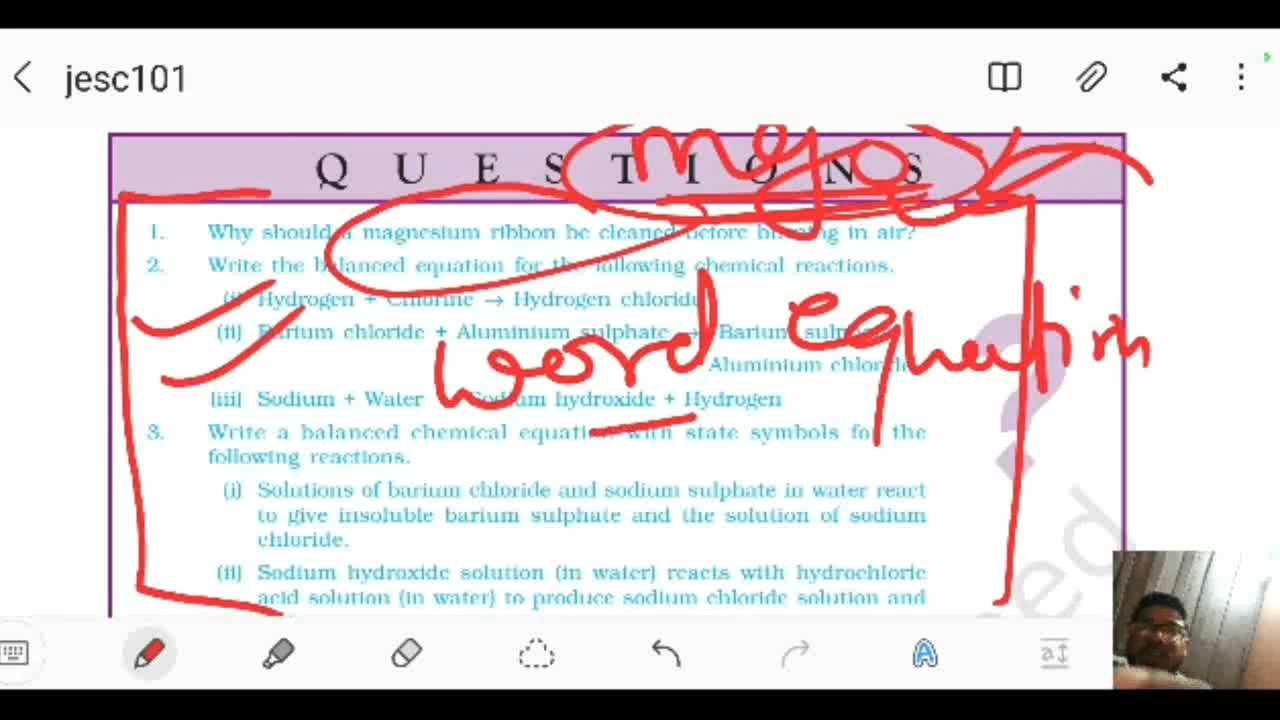 jesc101
QUESTIONS
Mgo
1. Why should a magnesium ribbon be cleaned before burning in air?
2. Write the balanced equation for the following chemical reactions.
(i) Hydrogen + Chlorine → Hydrogen chloride
(ii) Barium chloride + Aluminium sulphate → Barium sulphate
Aluminium chloride
word equation
(iii) Sodium + Water Sodium hydroxide + Hydrogen
3. Write a balanced chemical equation with state symbols for the
following reactions.
(i) Solutions of barium chloride and sodium sulphate in water react
to give insoluble barium sulphate and the solution of sodium
chloride.
(ii) Sodium hydroxide solution (in water) reacts with hydrochloric
acid solution (in water) to produce sodium chloride solution and